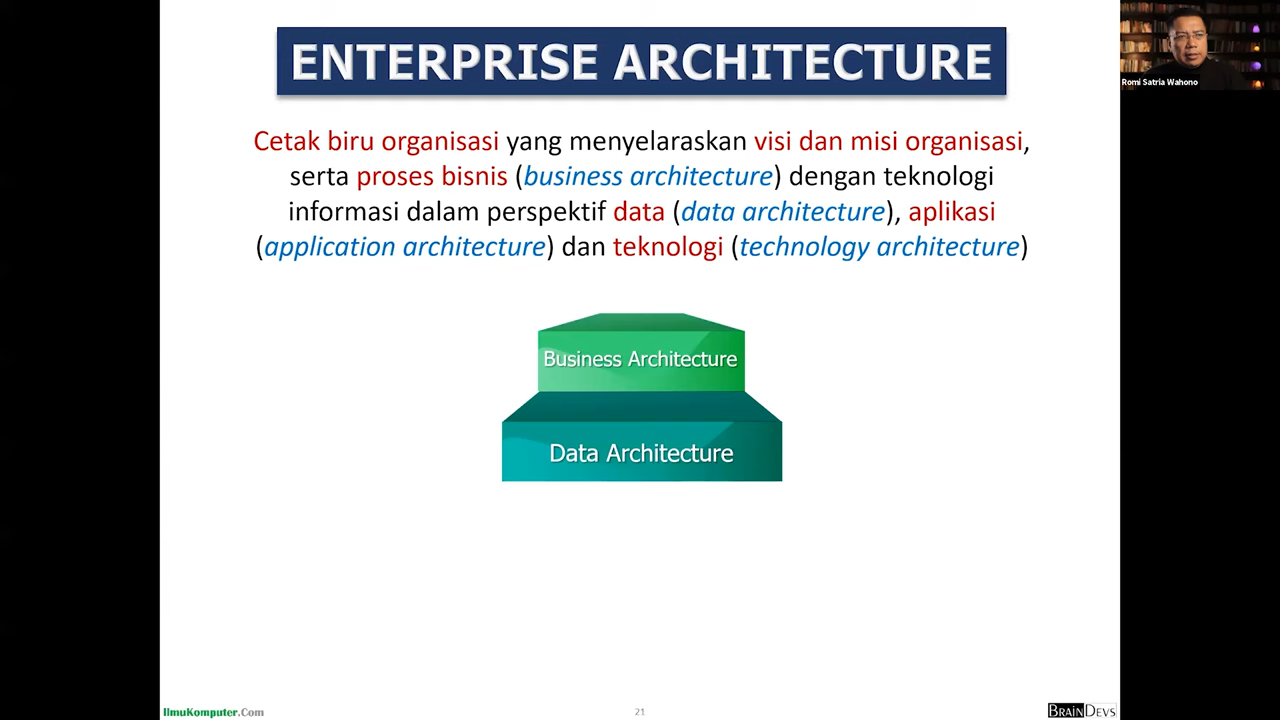 ENTERPRISE ARCHITECTURE
Romi Satria Wahono
Cetak biru organisasi yang menyelaraskan visi dan misi organisasi,
serta proses bisnis (business architecture) dengan teknologi
informasi dalam perspektif data (data architecture), aplikasi
(application architecture) dan teknologi (technology architecture)
Business Architecture
Data Architecture
IlmuKomputer.Com
21
BRAINDEVS